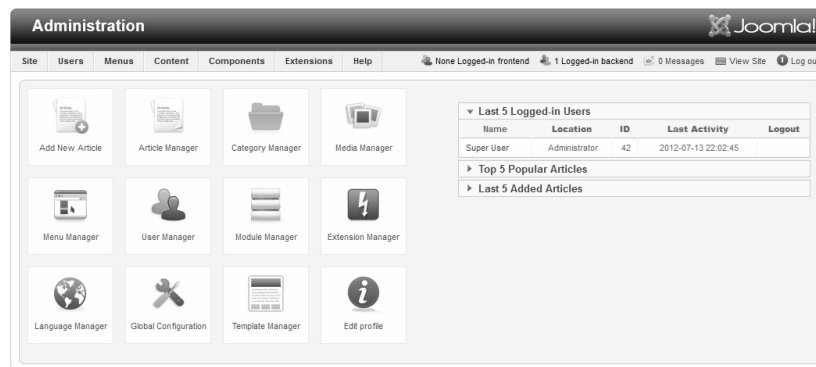 Administration
Joomla!
Site Users Menus Content Components Extensions Help None Logged-in frontend 1 Logged-in backend 0 Messages View Site Log ou
Add New Article Article Manager Category Manager Media Manager
Menu Manager User Manager Module Manager Extension Manager
Language Manager Global Configuration Template Manager Edit profile
Last 5 Logged-in Users
Name Location ID Last Activity Logout
Super User Administrator 42 2012-07-13 22:02:45
Top 5 Popular Articles
Last 5 Added Articles